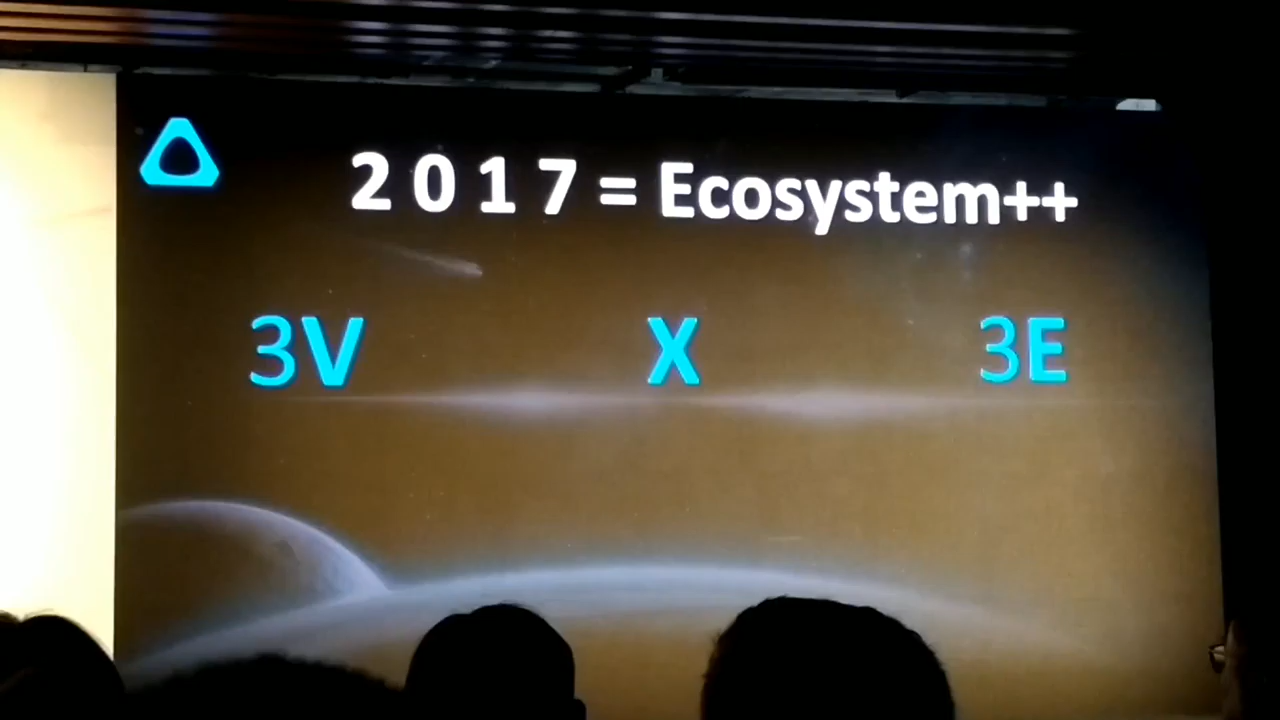 2 0 1 7 = Ecosystem++
3V X 3E